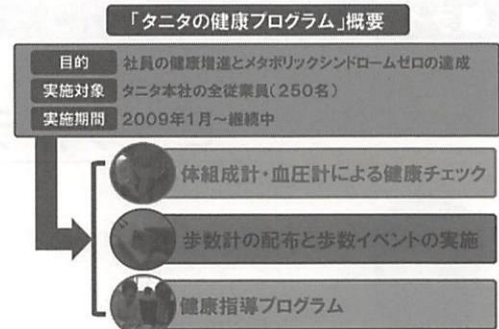 「タニタの健康プログラム」概要
目的 社員の健康増進とメタボリックシンドロームゼロの達成
実施対象 タニタ本社の全従業員(250名)
実施期間 2009年1月〜継続中
体組成計・血圧計による健康チェック
歩数計の配布と歩数イベントの実施
健康指導プログラム